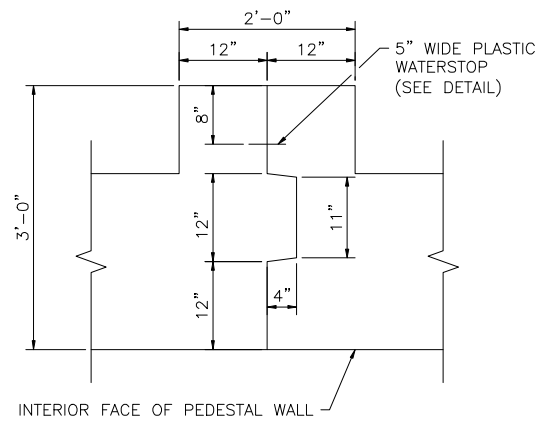 2'-0"
12"
12"
5" WIDE PLASTIC
WATERSTOP
(SEE DETAIL)
8"
3'-0"
12"
11"
4"
12"
INTERIOR FACE OF PEDESTAL WALL